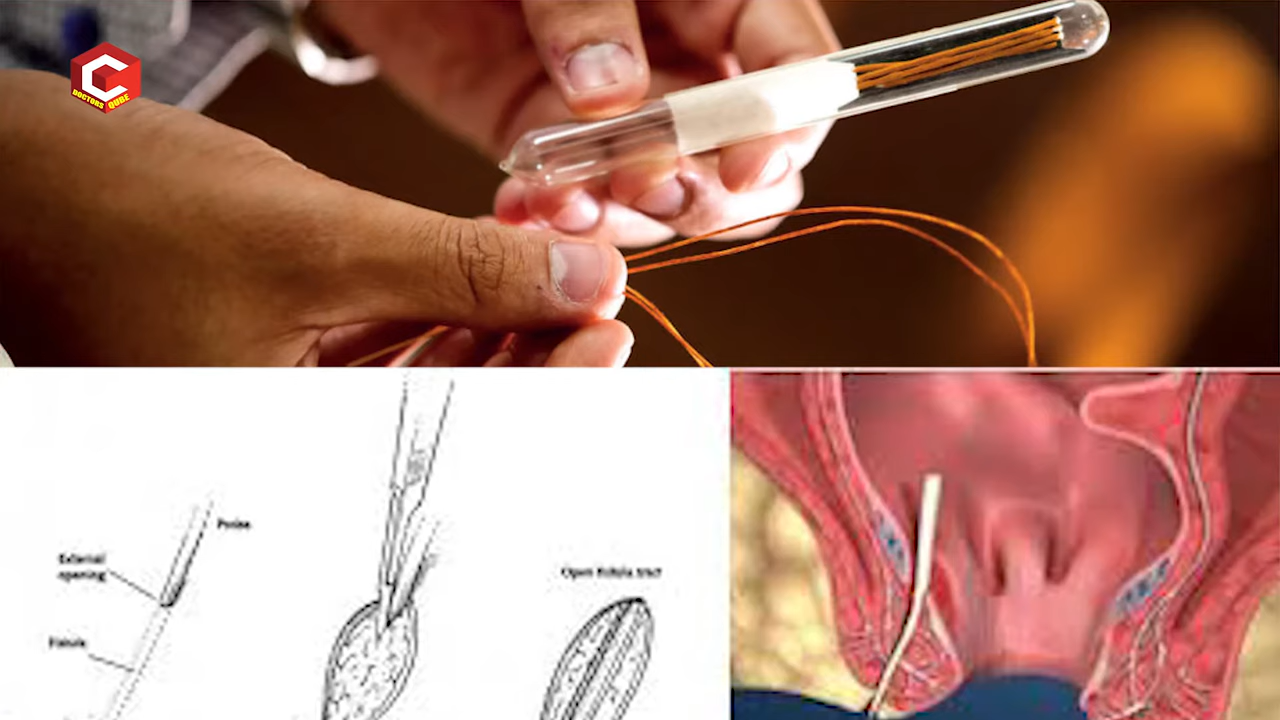 C
DOCTORS QUBE
Probe
External
opening
Fistula
Open fistula tract